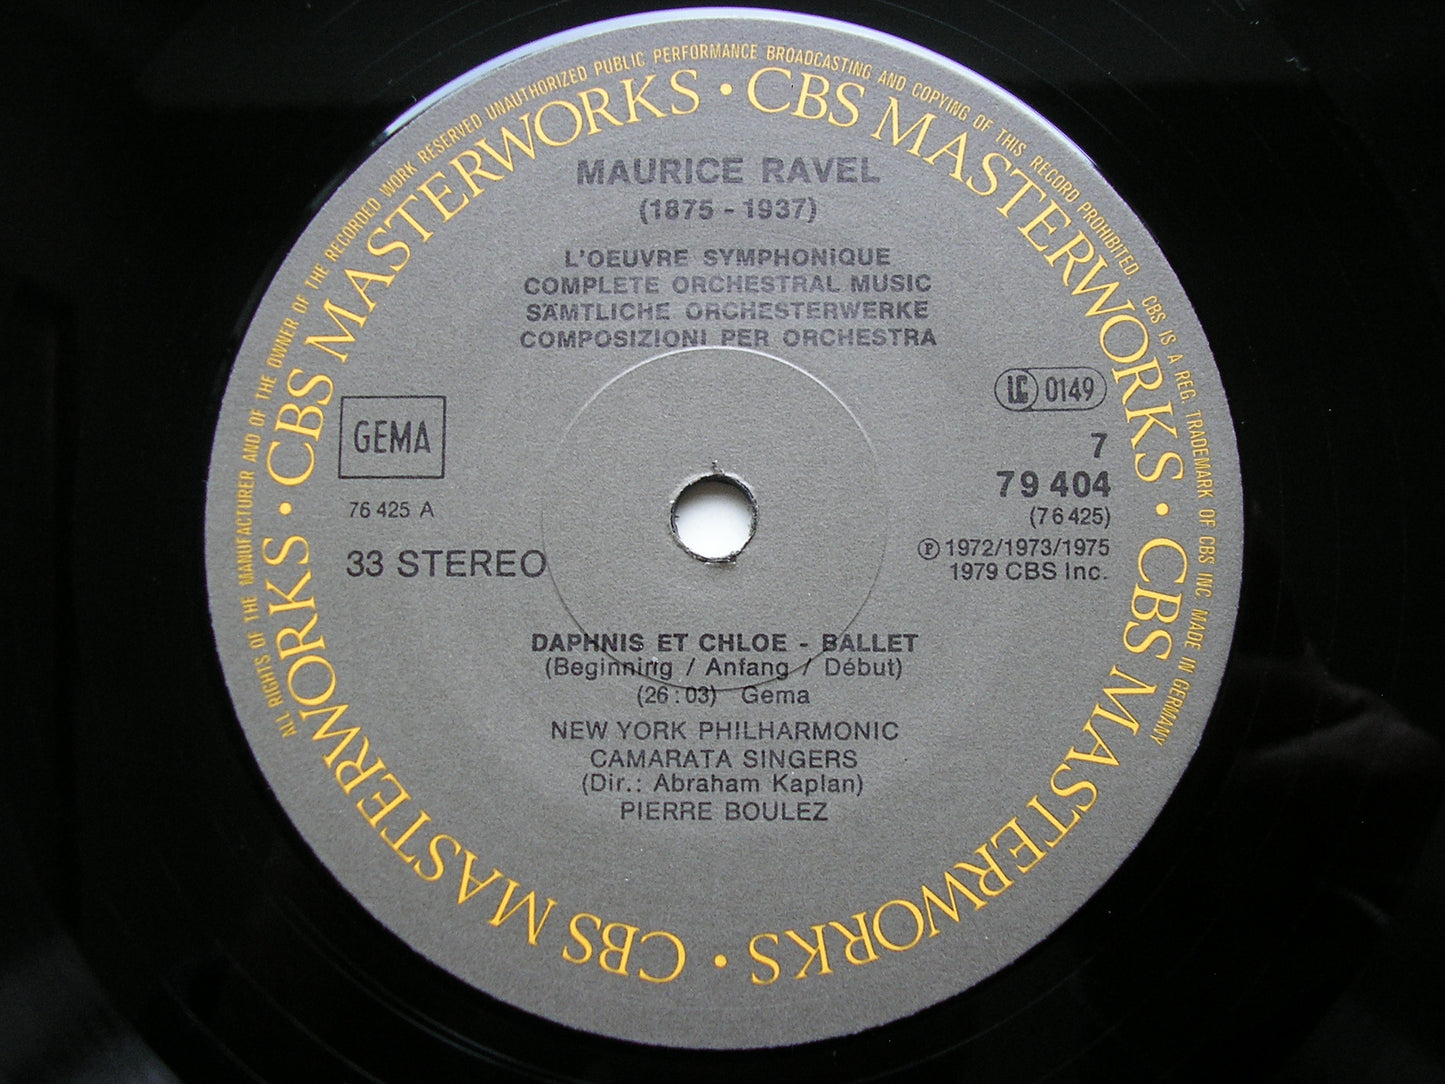 ALL RIGHTS OF THE MANUFACTURER AND OF THE OWNER OF THE RECORDED WORK RESERVED UNAUTHORIZED PUBLIC PERFORMANCE BROADCASTING AND COPYING OF THIS RECORD PROHIBITED CBS IS A REG. TRADEMARK OF CBS INC. MADE IN GERMANY
CBS MASTERWORKS • CBS MASTERWORKS • CBS MASTERWORKS • CBS MASTERWORKS •
MAURICE RAVEL
(1875 - 1937)
L'OEUVRE SYMPHONiQUE
COMPLETE ORCHESTRAL MUSIC
SÄMTLICHE ORCHESTERWERKE
COMPOSIZIONI PER ORCHESTRA
LC 0149
GEMA
7
79 404
76 425 A
(76 425)
33 STEREO
Ⓟ 1972/1973/1975
1979 CBS Inc.
DAPHNIS ET CHLOE - BALLET
(Beginning / Anfang / Début)
(26:03) Gema
NEW YORK PHILHARMONIC
CAMARATA SINGERS
(Dir.: Abraham Kaplan)
PIERRE BOULEZ